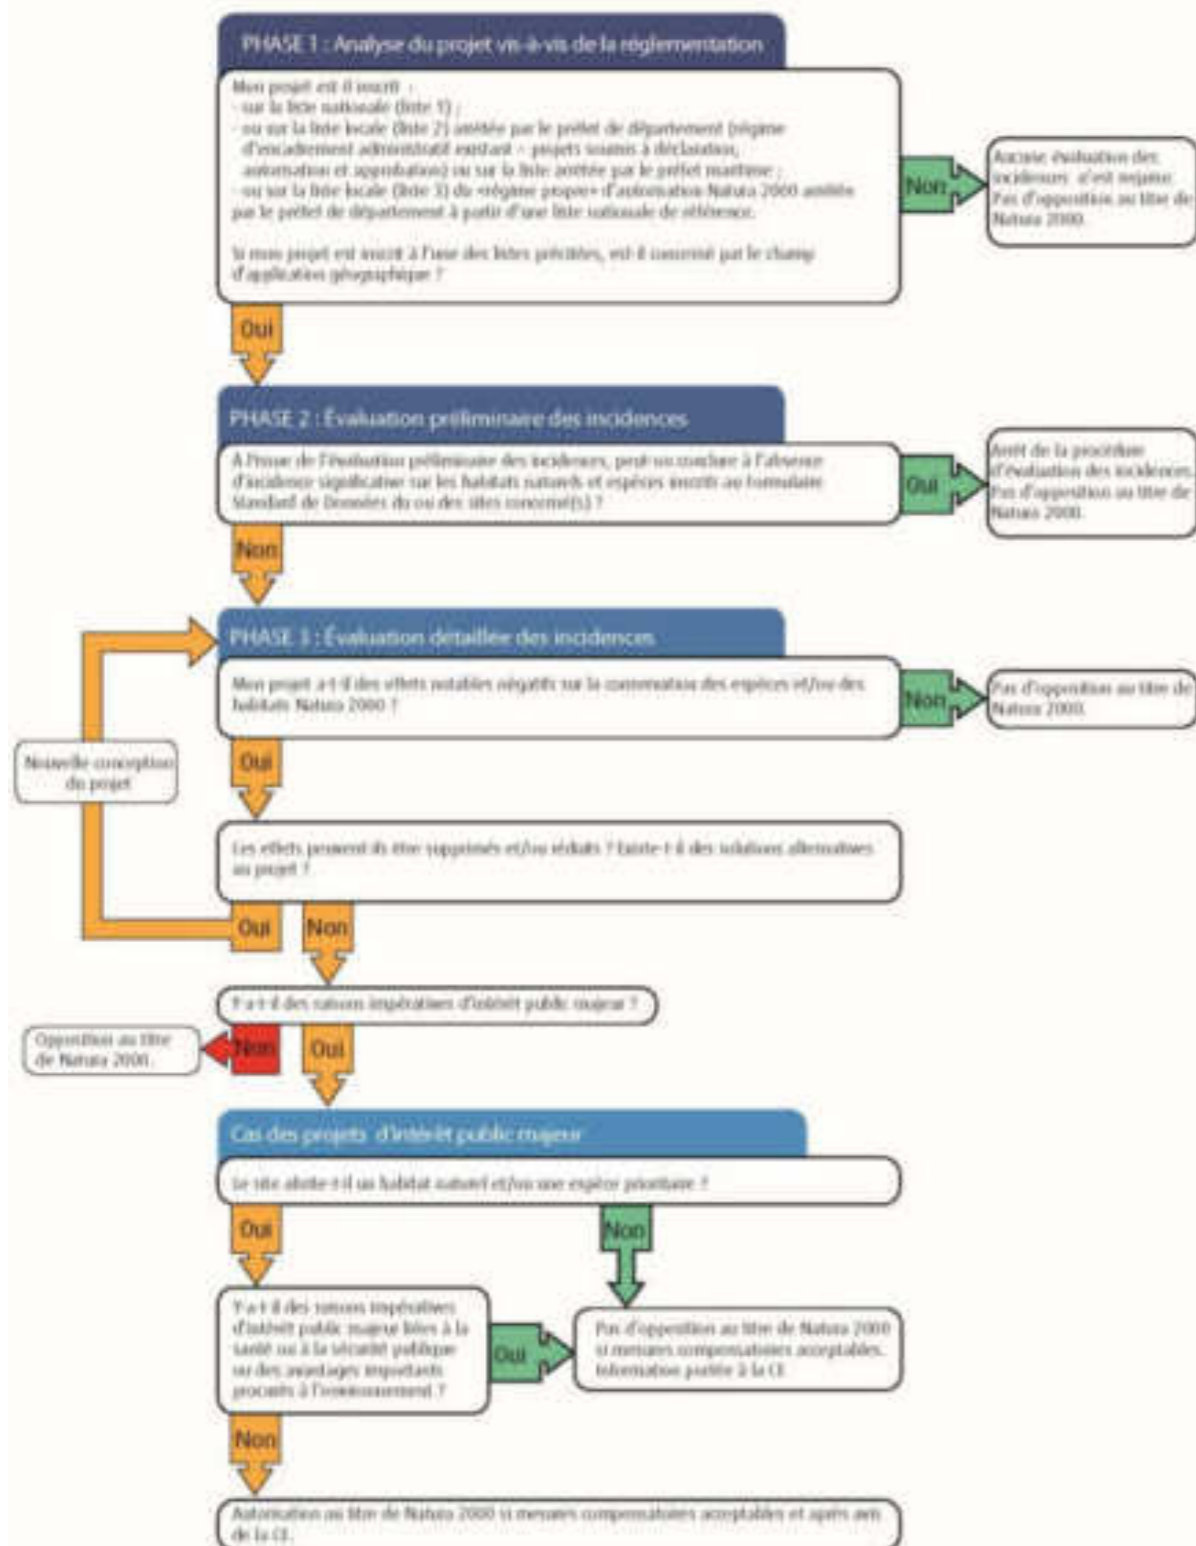 PHASE 1 : Analyse du projet vis-à-vis de la réglementation
Mon projet est il inscrit :
- sur la liste nationale (liste 1) ;
- ou sur la liste locale (liste 2) arrêtée par le préfet de département (régime
d'encadrement administratif existant – projets soumis à déclaration,
autorisation et approbation) ou sur la liste arrêtée par le préfet maritime ;
- ou sur la liste locale (liste 3) du «régime propre» d'autorisation Natura 2000 arrêtée
par le préfet de département à partir d'une liste nationale de référence.
Si mon projet est inscrit à l'une des listes précitées, est-il concerné par le champ
d'application géographique ?
Non
Aucune évaluation des
incidences n'est requise.
Pas d'opposition au titre de
Natura 2000.
Oui
PHASE 2 : Évaluation préliminaire des incidences
A l'issue de l'évaluation préliminaire des incidences, peut-on conclure à l'absence
d'incidence significative sur les habitats naturels et espèces inscrits au Formulaire
Standard de Données du ou des sites concerné(s) ?
Oui
Arrêt de la procédure
d'évaluation des incidences.
Pas d'opposition au titre de
Natura 2000.
Non
PHASE 3 : Évaluation détaillée des incidences
Mon projet a-t-il des effets notables négatifs sur la conservation des espèces et/ou des
habitats Natura 2000 ?
Non
Pas d'opposition au titre de
Natura 2000.
Nouvelle conception
du projet
Oui
Les effets peuvent-ils être supprimés et/ou réduits ? Existe-t-il des solutions alternatives
au projet ?
Oui
Non
Y-a-t-il des raisons impératives d'intérêt public majeur ?
Opposition au titre
de Natura 2000.
Non
Oui
Cas des projets d'intérêt public majeur
Le site abrite-t-il un habitat naturel et/ou une espèce prioritaire ?
Oui
Non
Y-a-t-il des raisons impératives
d'intérêt public majeur liées à la
santé ou à la sécurité publique
ou des avantages importants
procurés à l'environnement ?
Oui
Pas d'opposition au titre de Natura 2000
si mesures compensatoires acceptables.
Information portée à la CE
Non
Autorisation au titre de Natura 2000 si mesures compensatoires acceptables et après avis
de la CE.